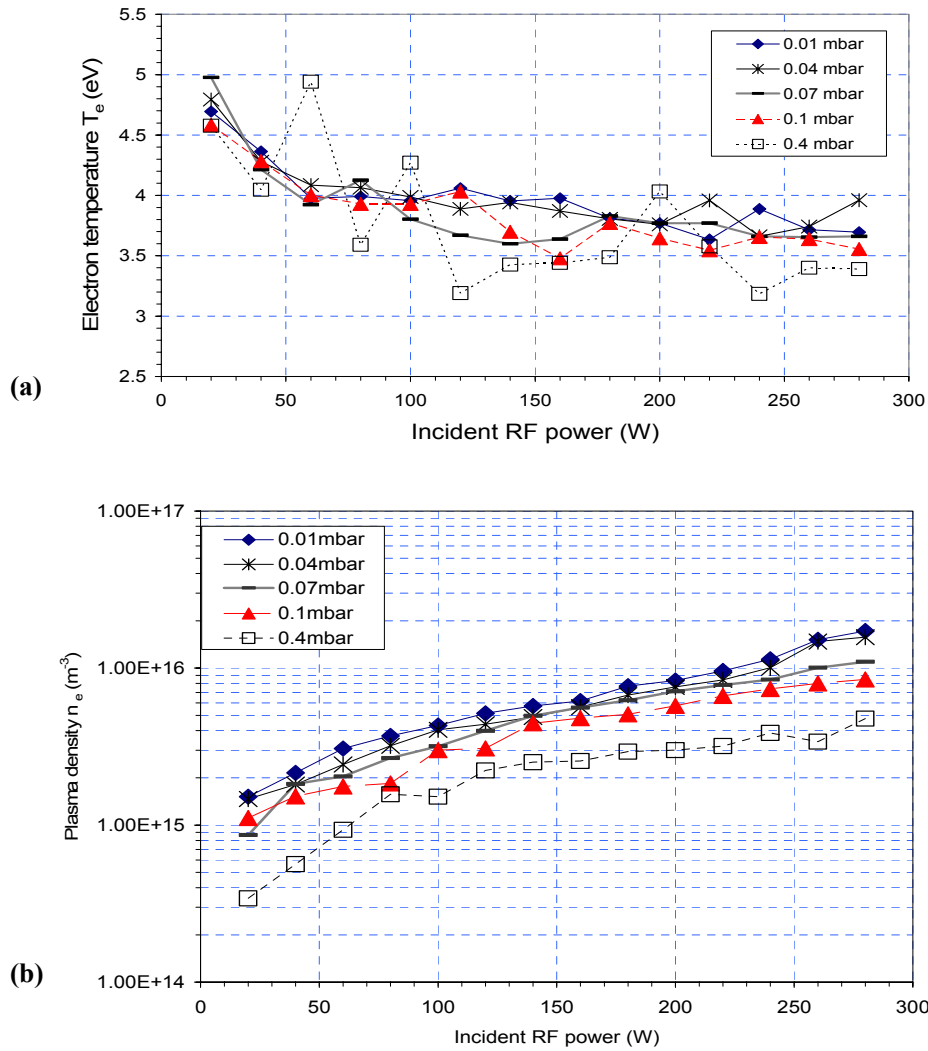 (a)
Electron temperature Tₑ (eV)
5
4.5
4
3.5
3
2.5
0 50 100 150 200 250 300
Incident RF power (W)
0.01 mbar
0.04 mbar
0.07 mbar
0.1 mbar
0.4 mbar
(b)
Plasma density n ₑ (m⁻³)
1.00E+17
1.00E+16
1.00E+15
1.00E+14
0 50 100 150 200 250 300
Incident RF power (W)
0.01mbar
0.04mbar
0.07mbar
0.1mbar
0.4mbar